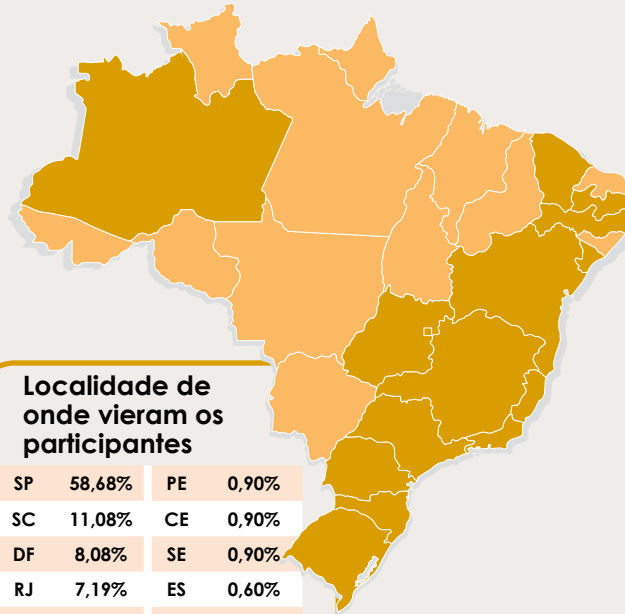 Localidade de
onde vieram os
participantes
SP 58,68% PE 0,90%
SC 11,08% CE 0,90%
DF 8,08% SE 0,90%
RJ 7,19% ES 0,60%